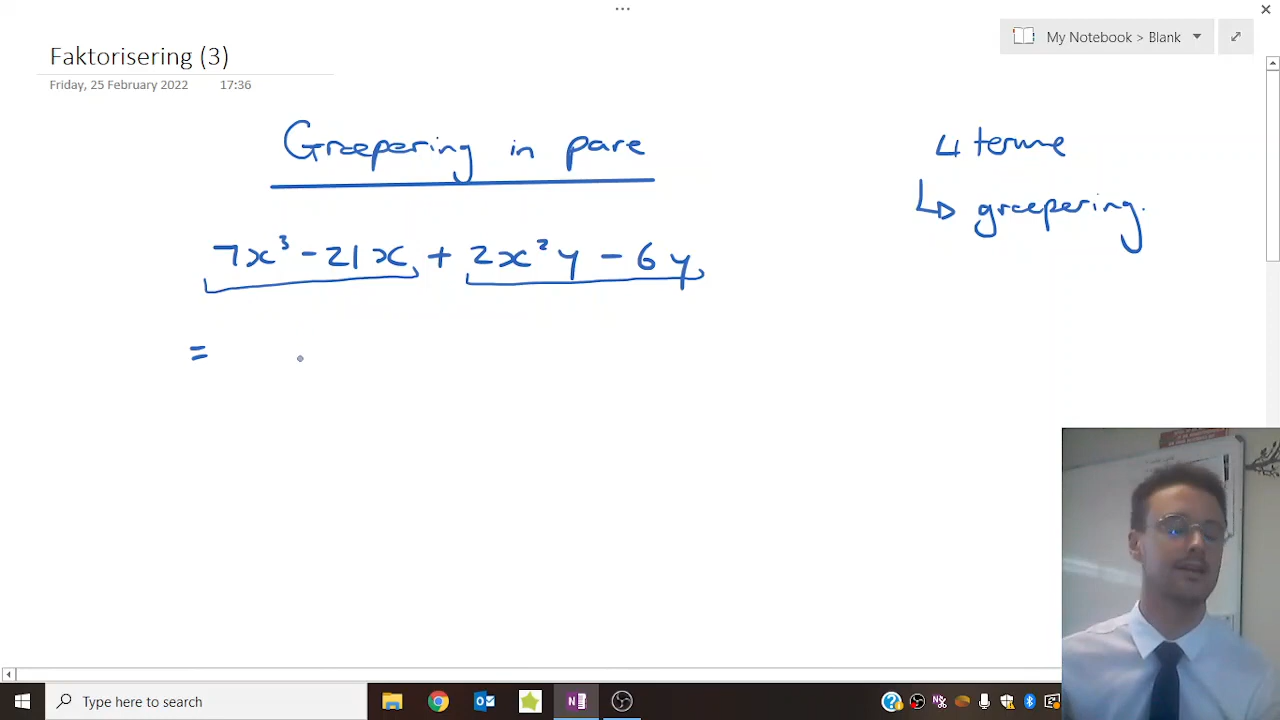 ...
My Notebook > Blank
Faktorisering (3)
Friday, 25 February 2022 17:36
Groepering in pare
4 terme
↳ groepering.
7x³ - 21x + 2x²y - 6y
=
Type here to search